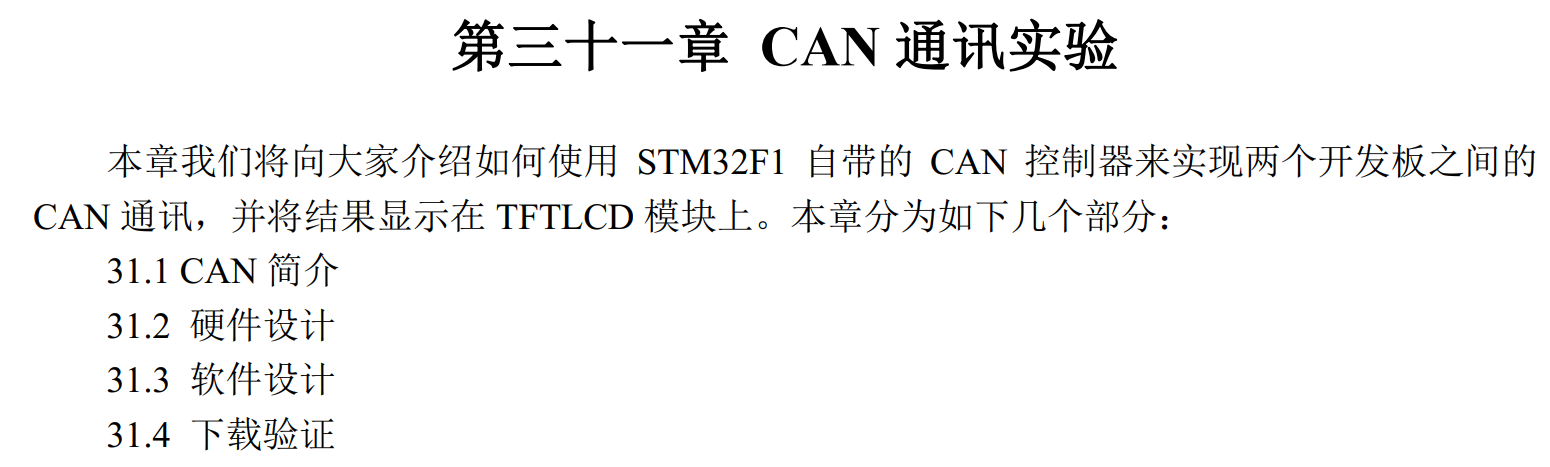 第三十一章 CAN 通讯实验
本章我们将向大家介绍如何使用 STM32F1 自带的 CAN 控制器来实现两个开发板之间的
CAN 通讯，并将结果显示在 TFTLCD 模块上。本章分为如下几个部分：
31.1 CAN 简介
31.2 硬件设计
31.3 软件设计
31.4 下载验证